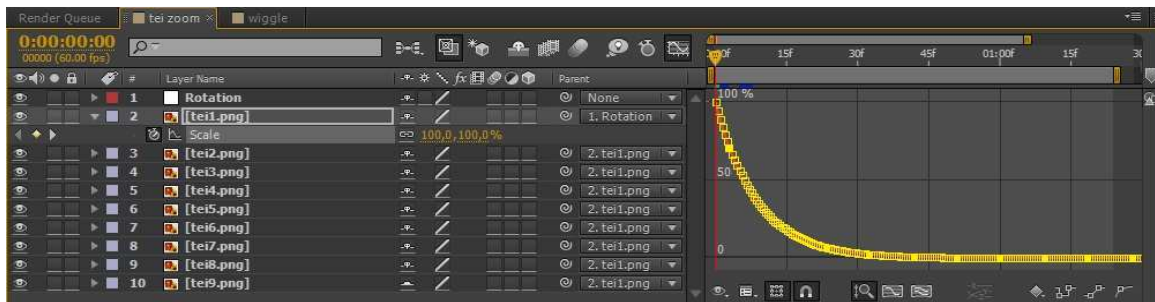 Render Queue
tei zoom ×
wiggle
0:00:00:00
00000 (60.00 fps)
00f 15f 30f 45f 01:00f 15f 30
# Layer Name Parent
1 Rotation None
2 [tei1.png] 1. Rotation
Scale 100,0,100,0%
3 [tei2.png] 2. tei1.png
4 [tei3.png] 2. tei1.png
5 [tei4.png] 2. tei1.png
6 [tei5.png] 2. tei1.png
7 [tei6.png] 2. tei1.png
8 [tei7.png] 2. tei1.png
9 [tei8.png] 2. tei1.png
10 [tei9.png] 2. tei1.png
100 %
50
0